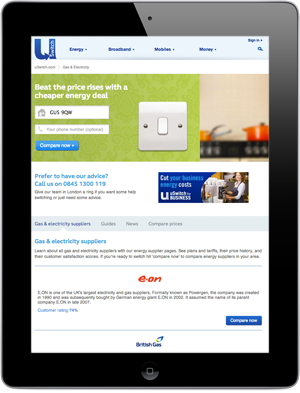 Sign in
U Switch
Energy
Broadband
Mobiles
Money
uSwitch.com | Gas & Electricity
Beat the price rises with a
cheaper energy deal
GU5 9QW
Your phone number (optional)
Compare now
Prefer to have our advice?
Call us on 0845 1300 119
Give our team in London a ring if you want some help
switching or just need some advice.
Cut your business
energy costs
uSwitch for
BUSINESS
Gas & electricity suppliers
Guides
News
Compare prices
Gas & electricity suppliers
Learn about all gas and electricity suppliers with our energy supplier pages. See plans and tariffs, their price history, and
their customer satisfaction scores. If you're ready to switch hit 'compare now' to compare energy suppliers in your area.
e.on
E.ON is one of the UK's largest electricity and gas suppliers. Formally known as Powergen, the company was created
in 1990 and was subsequently bought by German energy giant E.ON in 2002. It assumed the name of its parent
company E.ON in late 2007.
Customer rating 74%
Compare now
British Gas